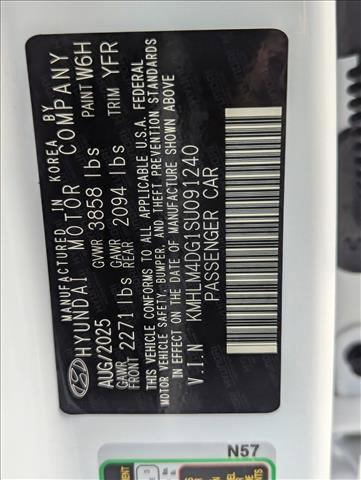 MANUFACTURED IN KOREA BY
HYUNDAI MOTOR COMPANY
AUG/2025 GVWR 3858 lbs PAINT W6H
GAWR FRONT 2271 lbs GAWR REAR 2094 lbs TRIM YFR
THIS VEHICLE CONFORMS TO ALL APPLICABLE U.S.A. FEDERAL
MOTOR VEHICLE SAFETY, BUMPER, AND THEFT PREVENTION STANDARDS
IN EFFECT ON THE DATE OF MANUFACTURE SHOWN ABOVE
V.I.N KMHLM4DG1SU091240
PASSENGER CAR
N57